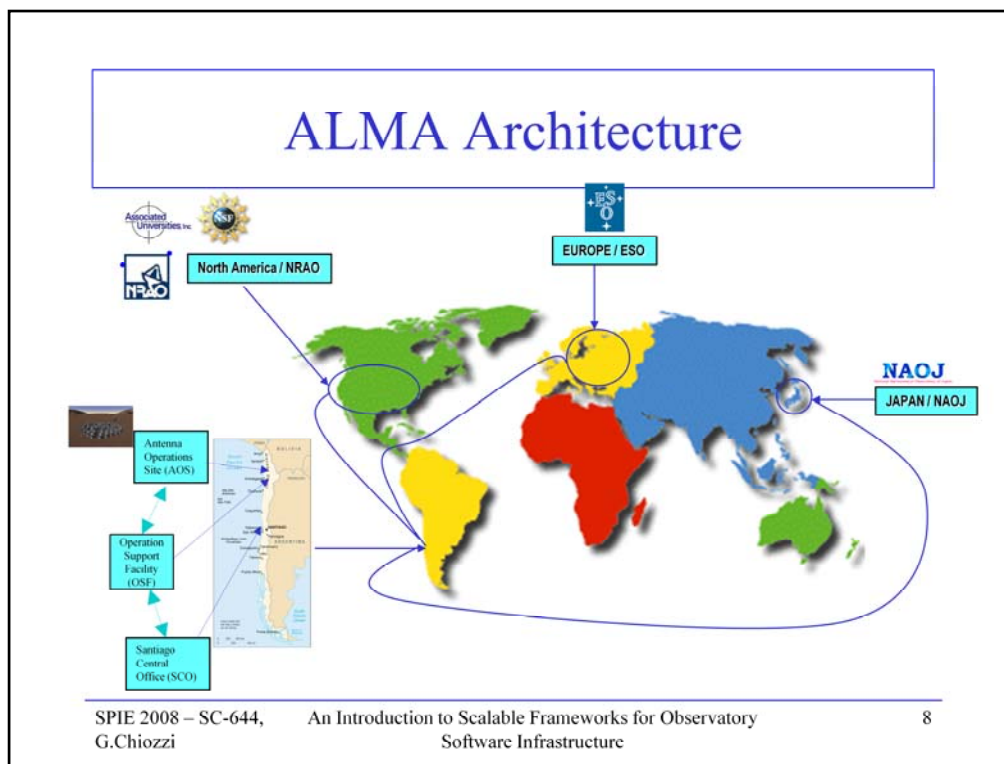 ALMA Architecture
Associated
Universities, Inc
NSF
NRAO
North America / NRAO
ESO
EUROPE / ESO
NAOJ
JAPAN / NAOJ
Antenna
Operations
Site (AOS)
Operation
Support
Facility
(OSF)
Santiago
Central
Office (SCO)
BOLIVIA
SANTIAGO
ARGENTINA
SPIE 2008 – SC-644,
G.Chiozzi
An Introduction to Scalable Frameworks for Observatory
Software Infrastructure
8